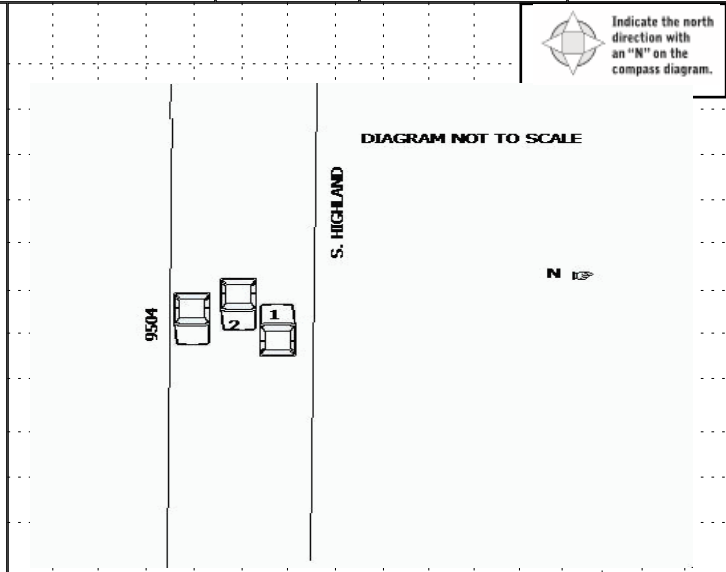 Indicate the north
direction with
an "N" on the
compass diagram.
DIAGRAM NOT TO SCALE
S. HIGHLAND
N
9504
2
1